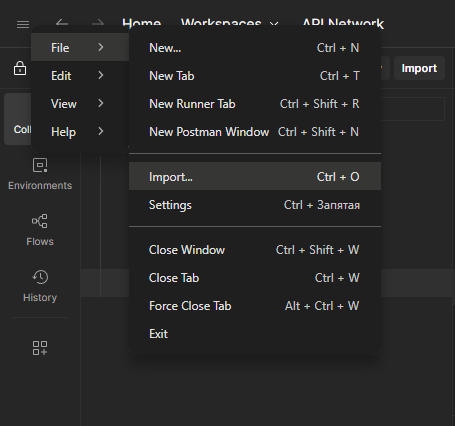 Home Workspaces API Network
File
Edit
View
Help
Import
New... Ctrl + N
New Tab Ctrl + T
New Runner Tab Ctrl + Shift + R
New Postman Window Ctrl + Shift + N
Import... Ctrl + O
Settings Ctrl + Запятая
Close Window Ctrl + Shift + W
Close Tab Ctrl + W
Force Close Tab Alt + Ctrl + W
Exit
Coll
Environments
Flows
History